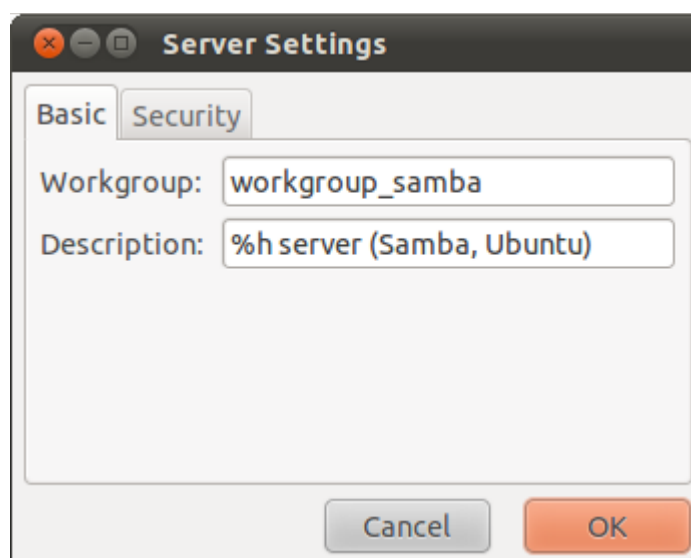 Server Settings
Basic Security
Workgroup: workgroup_samba
Description: %h server (Samba, Ubuntu)
Cancel OK